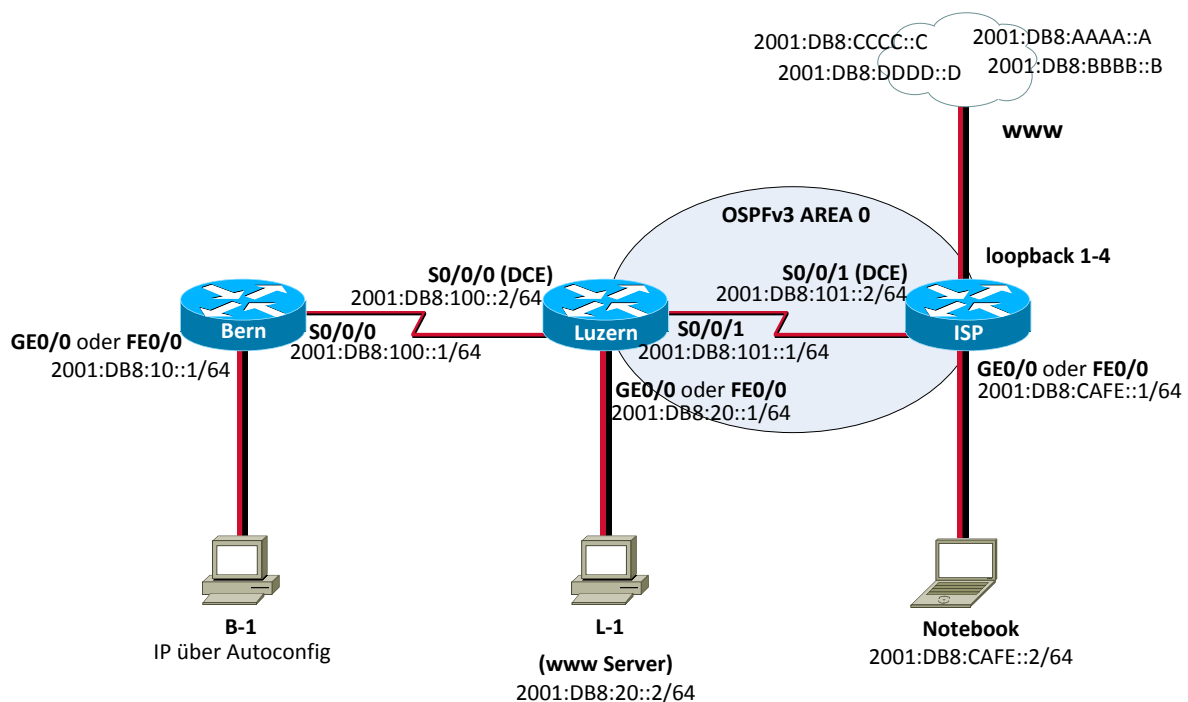 2001:DB8:CCCC::C
2001:DB8:AAAA::A
2001:DB8:DDDD::D
2001:DB8:BBBB::B
www
OSPFv3 AREA 0
loopback 1-4
S0/0/0 (DCE)
2001:DB8:100::2/64
S0/0/1 (DCE)
2001:DB8:101::2/64
Bern
Luzern
ISP
GE0/0 oder FE0/0
2001:DB8:10::1/64
S0/0/0
2001:DB8:100::1/64
S0/0/1
2001:DB8:101::1/64
GE0/0 oder FE0/0
2001:DB8:20::1/64
GE0/0 oder FE0/0
2001:DB8:CAFE::1/64
B-1
IP über Autoconfig
L-1
(www Server)
2001:DB8:20::2/64
Notebook
2001:DB8:CAFE::2/64